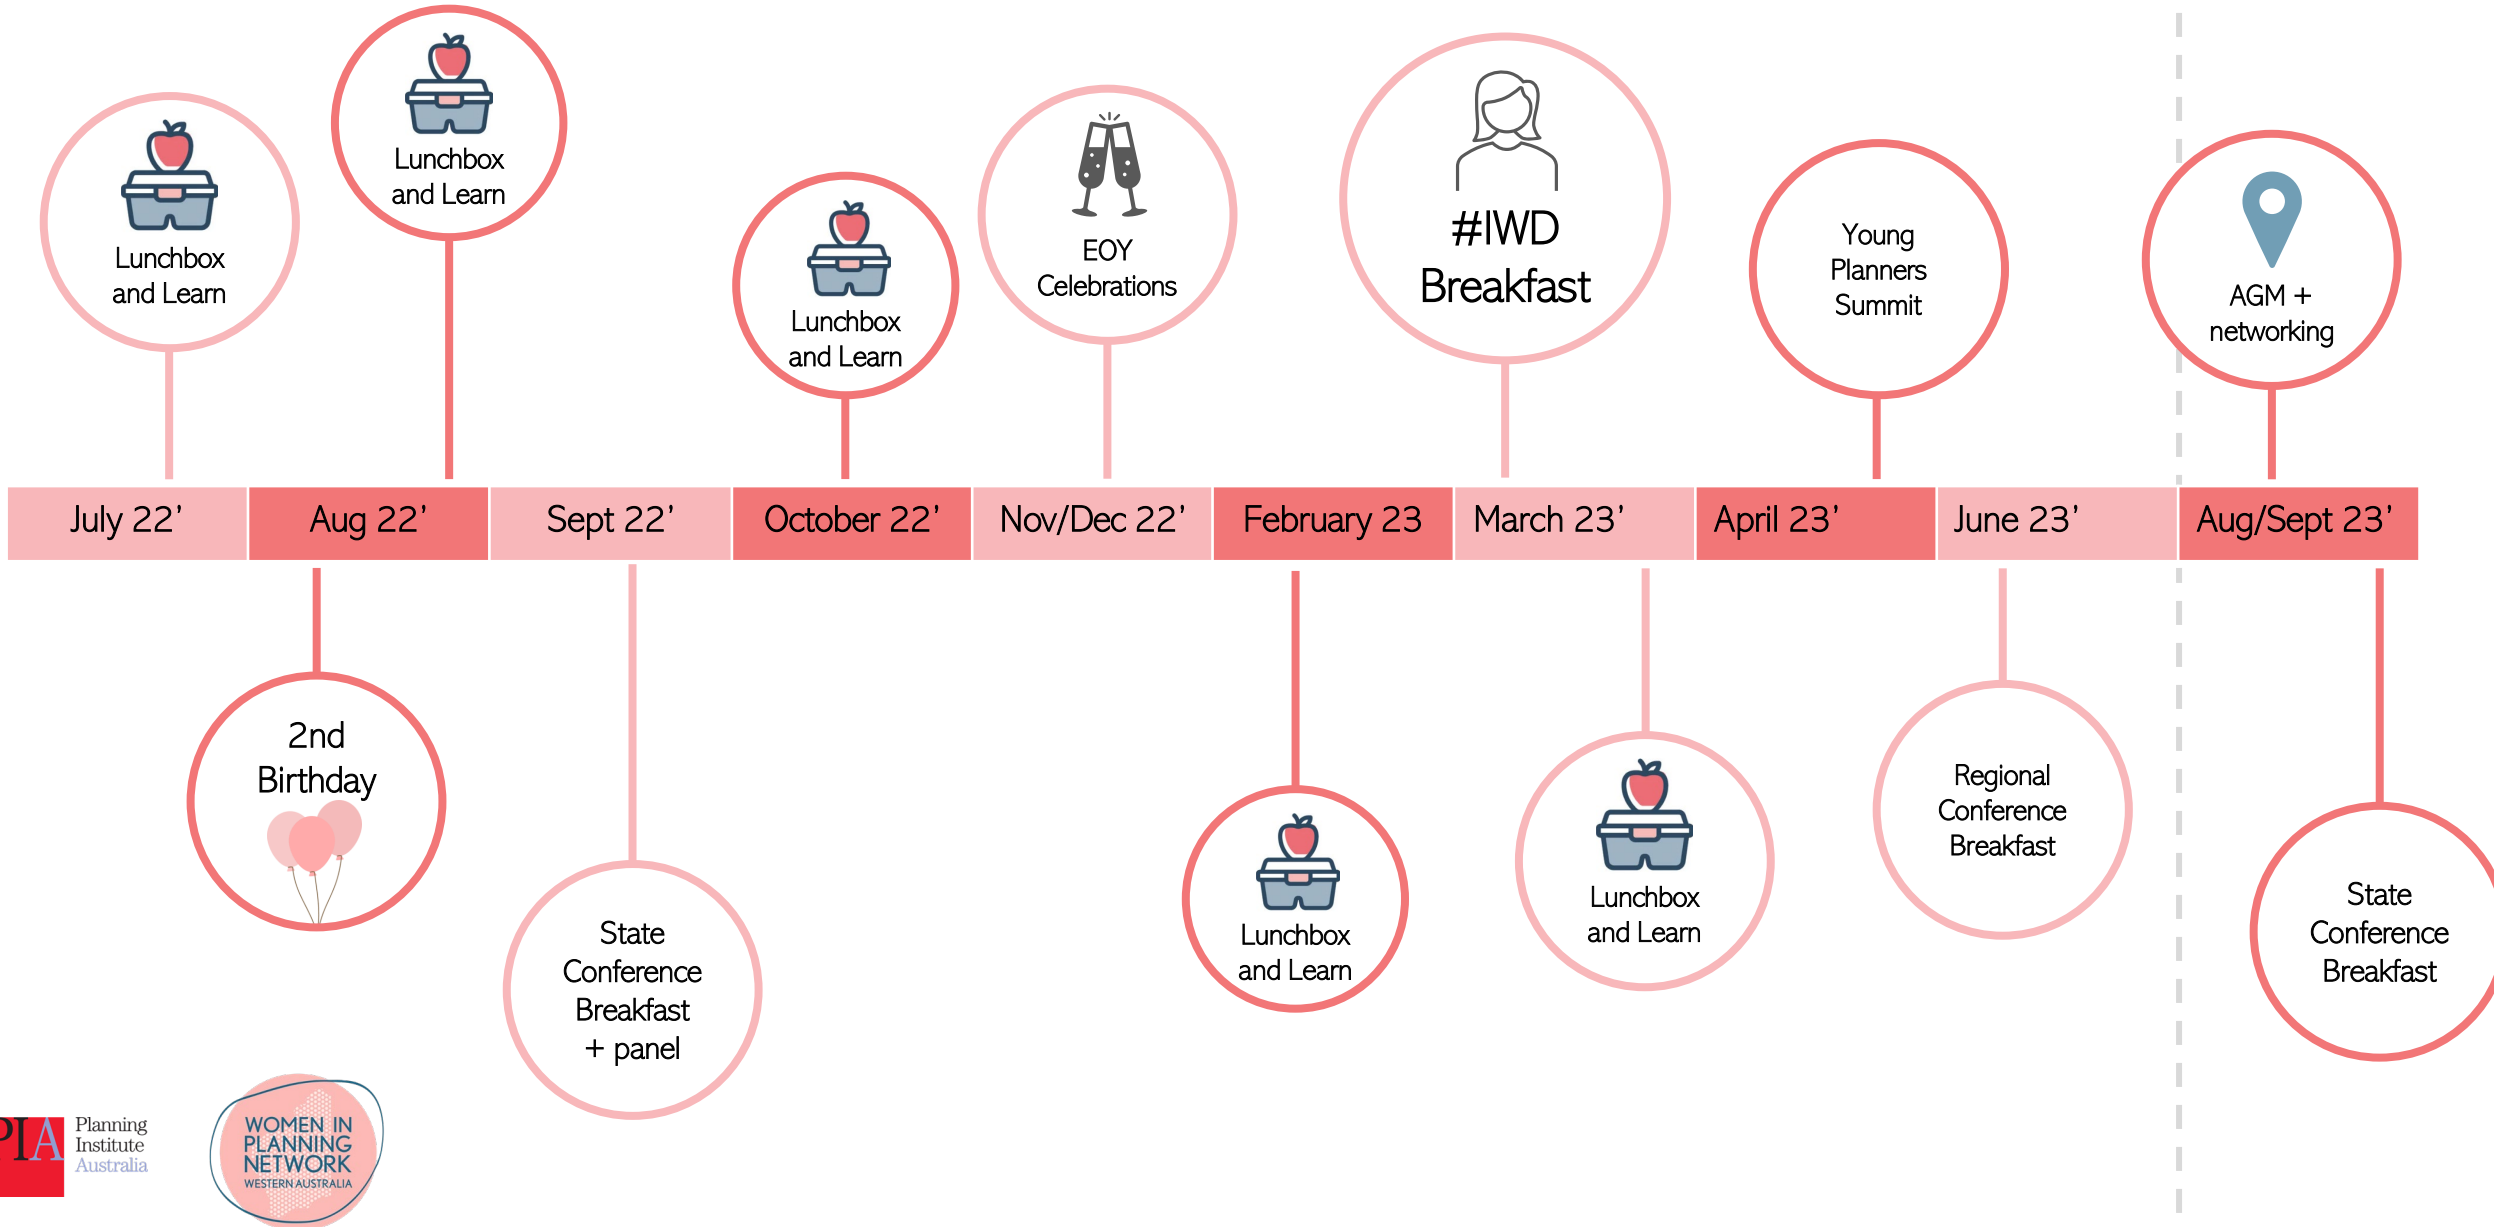 Lunchbox
and Learn
Lunchbox
and Learn
Lunchbox
and Learn
EOY
Celebrations
#IWD
Breakfast
Young
Planners
Summit
AGM +
networking
July 22'
Aug 22'
Sept 22'
October 22'
Nov/Dec 22'
February 23
March 23'
April 23'
June 23'
Aug/Sept 23'
2nd
Birthday
State
Conference
Breakfast
+ panel
Lunchbox
and Learn
Lunchbox
and Learn
Regional
Conference
Breakfast
State
Conference
Breakfast
PIA
Planning
Institute
Australia
WOMEN IN
PLANNING
NETWORK
WESTERN AUSTRALIA